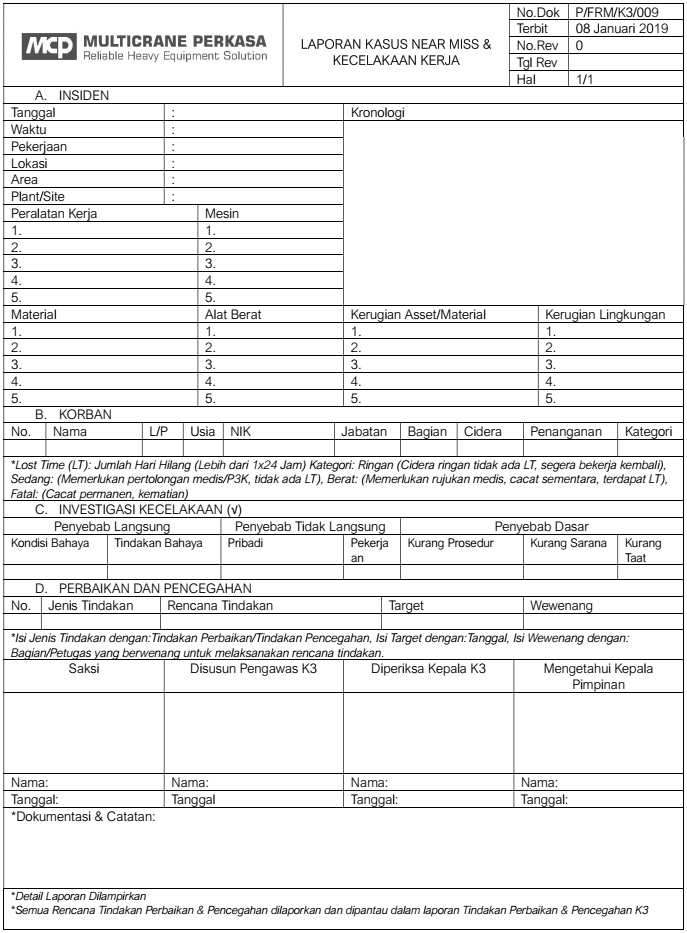 MCP MULTICRANE PERKASA
Reliable Heavy Equipment Solution
LAPORAN KASUS NEAR MISS &
KECELAKAAN KERJA
No.Dok P/FRM/K3/009
Terbit 08 Januari 2019
No.Rev 0
Tgl Rev
Hal 1/1
A. INSIDEN
Tanggal : Kronologi
Waktu :
Pekerjaan :
Lokasi :
Area :
Plant/Site :
Peralatan Kerja Mesin
1. 1.
2. 2.
3. 3.
4. 4.
5. 5.
Material Alat Berat Kerugian Asset/Material Kerugian Lingkungan
1. 1. 1. 1.
2. 2. 2. 2.
3. 3. 3. 3.
4. 4. 4. 4.
5. 5. 5. 5.
B. KORBAN
No. Nama L/P Usia NIK Jabatan Bagian Cidera Penanganan Kategori
*Lost Time (LT): Jumlah Hari Hilang (Lebih dari 1x24 Jam) Kategori: Ringan (Cidera ringan tidak ada LT, segera bekerja kembali),
Sedang: (Memerlukan pertolongan medis/P3K, tidak ada LT), Berat: (Memerlukan rujukan medis, cacat sementara, terdapat LT),
Fatal: (Cacat permanen, kematian)
C. INVESTIGASI KECELAKAAN (√)
Penyebab Langsung Penyebab Tidak Langsung Penyebab Dasar
Kondisi Bahaya Tindakan Bahaya Pribadi Pekerja Kurang Prosedur Kurang Sarana Kurang
an Taat
D. PERBAIKAN DAN PENCEGAHAN
No. Jenis Tindakan Rencana Tindakan Target Wewenang
*Isi Jenis Tindakan dengan:Tindakan Perbaikan/Tindakan Pencegahan, Isi Target dengan:Tanggal, Isi Wewenang dengan:
Bagian/Petugas yang berwenang untuk melaksanakan rencana tindakan.
Saksi Disusun Pengawas K3 Diperiksa Kepala K3 Mengetahui Kepala
Pimpinan
Nama: Nama: Nama: Nama:
Tanggal: Tanggal Tanggal: Tanggal:
*Dokumentasi & Catatan:
*Detail Laporan Dilampirkan
*Semua Rencana Tindakan Perbaikan & Pencegahan dilaporkan dan dipantau dalam laporan Tindakan Perbaikan & Pencegahan K3